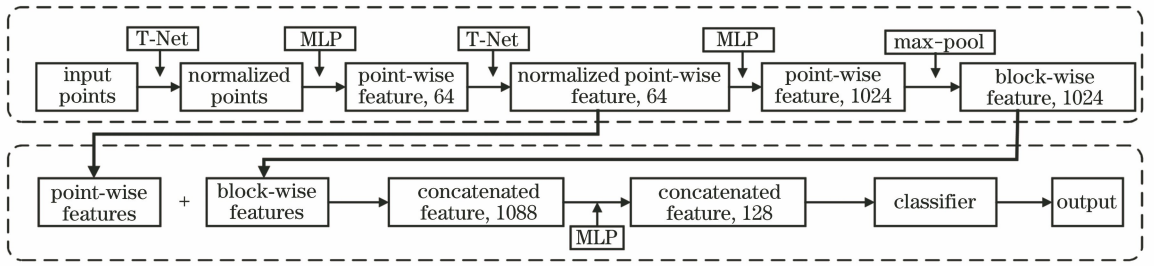 T-Net
MLP
T-Net
MLP
max-pool
input
points
normalized
points
point-wise
feature, 64
normalized point-wise
feature, 64
point-wise
feature, 1024
block-wise
feature, 1024
point-wise
features
+
block-wise
features
concatenated
feature, 1088
MLP
concatenated
feature, 128
classifier
output